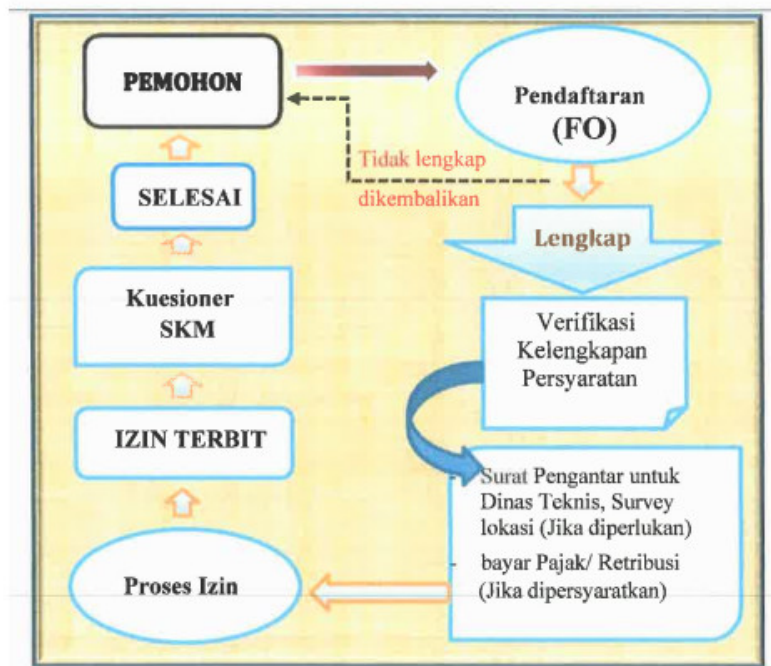 PEMOHON
Pendaftaran
(FO)
Tidak lengkap
dikembalikan
Lengkap
Verifikasi
Kelengkapan
Persyaratan
- Surat Pengantar untuk
Dinas Teknis, Survey
lokasi (Jika diperlukan)
- bayar Pajak/ Retribusi
(Jika dipersyaratkan)
Proses Izin
IZIN TERBIT
Kuesioner
SKM
SELESAI